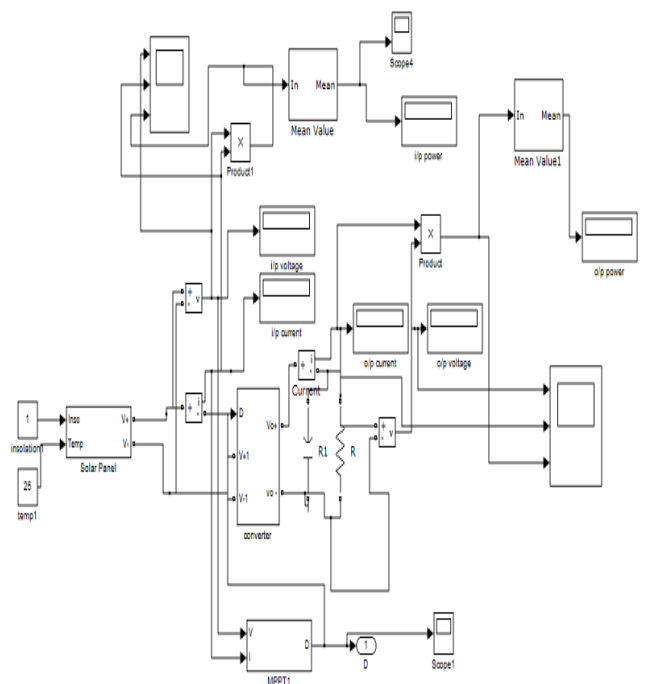 Scope4
In Mean
Mean Value
i/p power
In Mean
Mean Value1
X
Product1
X
Product
o/p power
i/p voltage
+
-
v
i/p current
o/p current
o/p voltage
+
-
i
Current
+
-
i
1
insolation1
Inso
Temp
V+
V-
Solar Panel
25
temp1
D
V+1
V-1
Vo+
vo -
converter
R1
R
+
-
v
V
I
D
MPPT1
1
D
Scope1